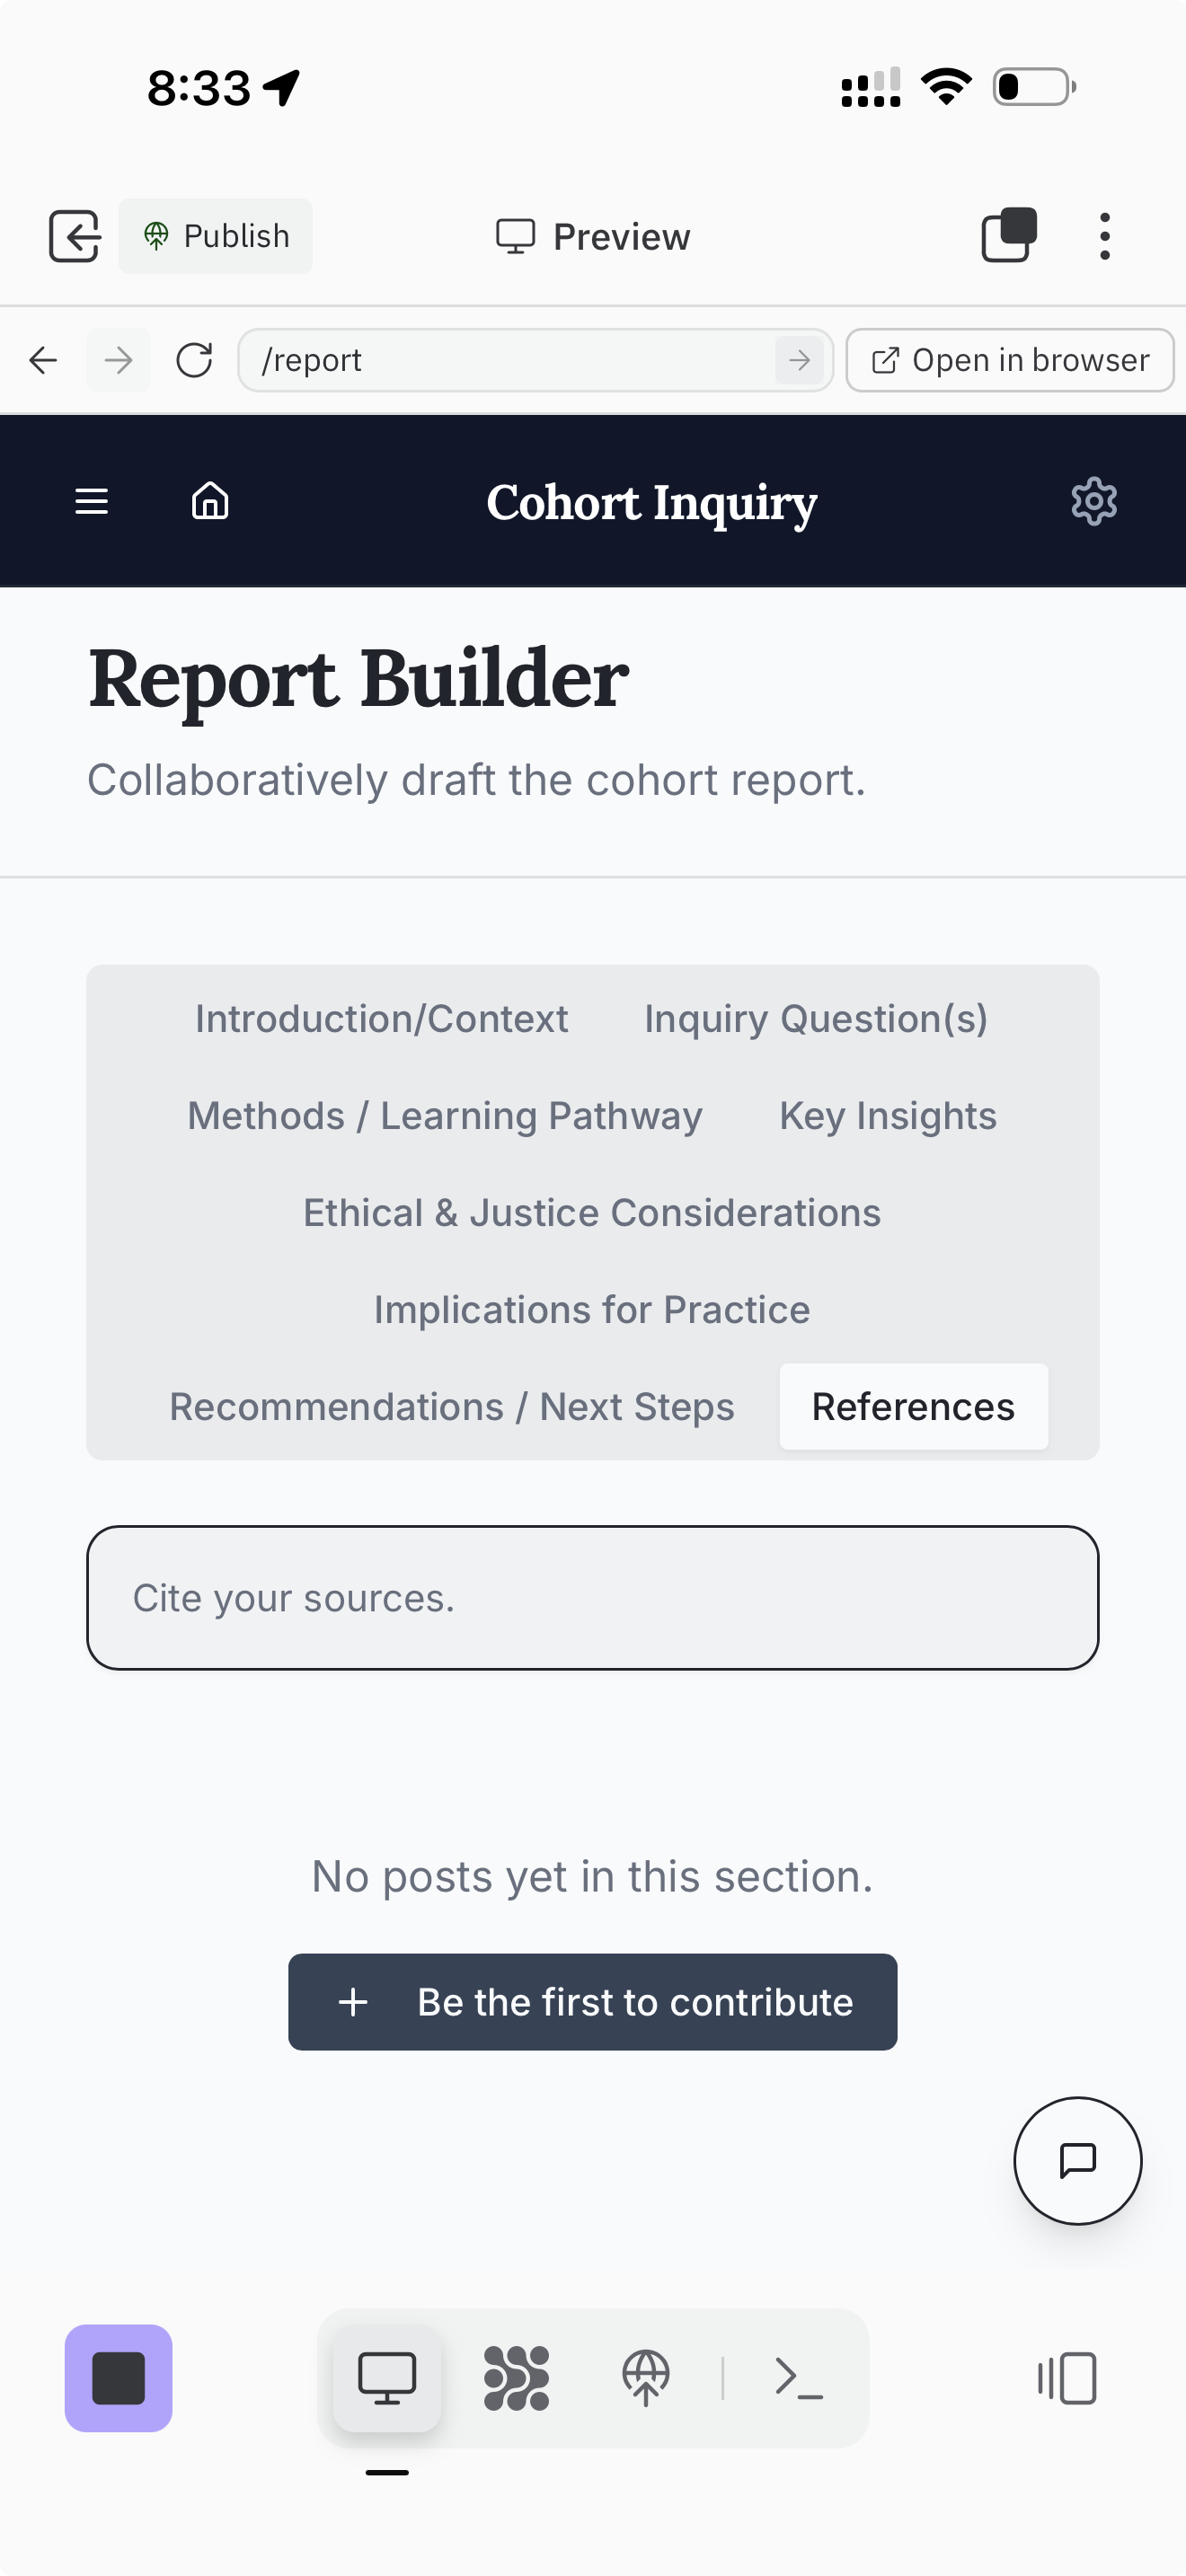 8:33
Publish
Preview
/report
Open in browser
Cohort Inquiry
Report Builder
Collaboratively draft the cohort report.
Introduction/Context Inquiry Question(s)
Methods / Learning Pathway Key Insights
Ethical & Justice Considerations
Implications for Practice
Recommendations / Next Steps References
Cite your sources.
No posts yet in this section.
+ Be the first to contribute